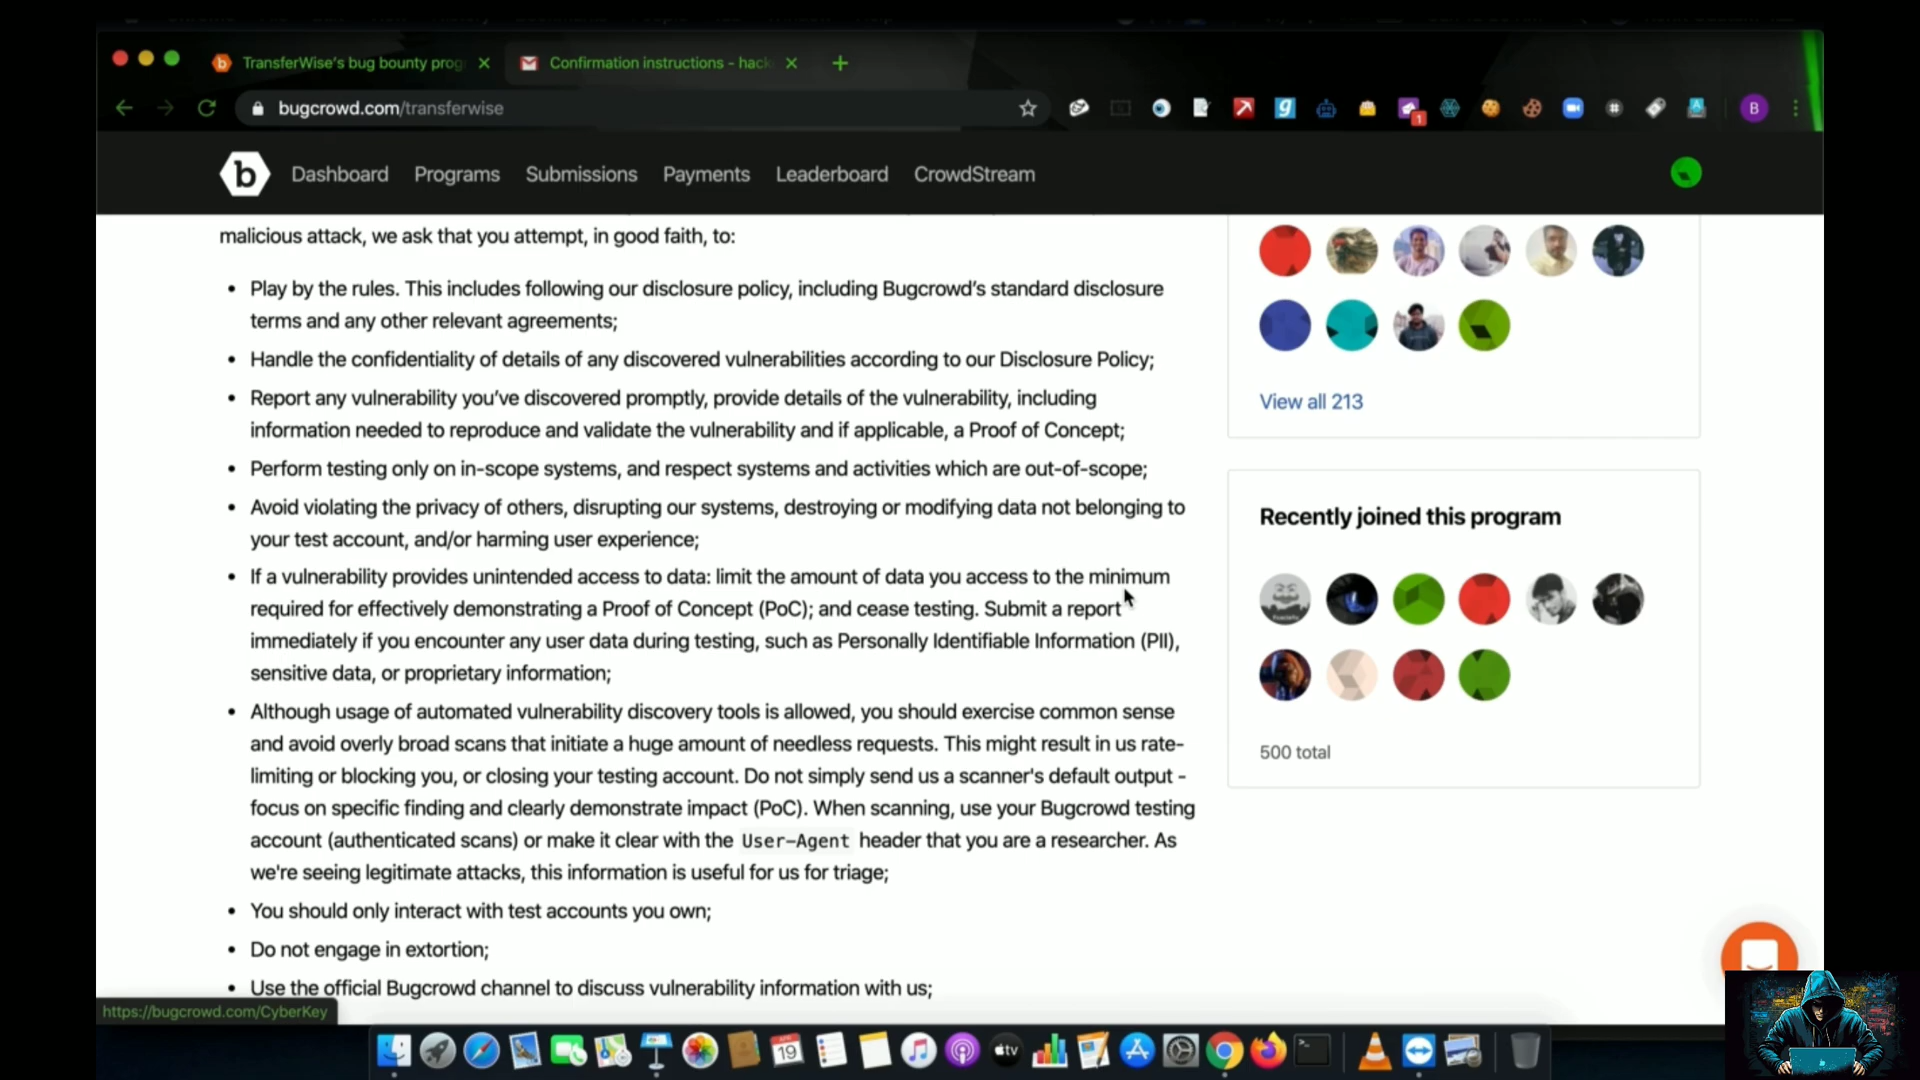 TransferWise's bug bounty prog
Confirmation instructions - hack
bugcrowd.com/transferwise
1
B
b
Dashboard
Programs
Submissions
Payments
Leaderboard
CrowdStream
malicious attack, we ask that you attempt, in good faith, to:
• Play by the rules. This includes following our disclosure policy, including Bugcrowd's standard disclosure
terms and any other relevant agreements;
• Handle the confidentiality of details of any discovered vulnerabilities according to our Disclosure Policy;
• Report any vulnerability you've discovered promptly, provide details of the vulnerability, including
information needed to reproduce and validate the vulnerability and if applicable, a Proof of Concept;
• Perform testing only on in-scope systems, and respect systems and activities which are out-of-scope;
• Avoid violating the privacy of others, disrupting our systems, destroying or modifying data not belonging to
your test account, and/or harming user experience;
• If a vulnerability provides unintended access to data: limit the amount of data you access to the minimum
required for effectively demonstrating a Proof of Concept (PoC); and cease testing. Submit a report
immediately if you encounter any user data during testing, such as Personally Identifiable Information (PII),
sensitive data, or proprietary information;
• Although usage of automated vulnerability discovery tools is allowed, you should exercise common sense
and avoid overly broad scans that initiate a huge amount of needless requests. This might result in us rate-
limiting or blocking you, or closing your testing account. Do not simply send us a scanner's default output -
focus on specific finding and clearly demonstrate impact (PoC). When scanning, use your Bugcrowd testing
account (authenticated scans) or make it clear with the User-Agent header that you are a researcher. As
we're seeing legitimate attacks, this information is useful for us for triage;
• You should only interact with test accounts you own;
• Do not engage in extortion;
• Use the official Bugcrowd channel to discuss vulnerability information with us;
View all 213
Recently joined this program
500 total
https://bugcrowd.com/CyberKey
19
tv